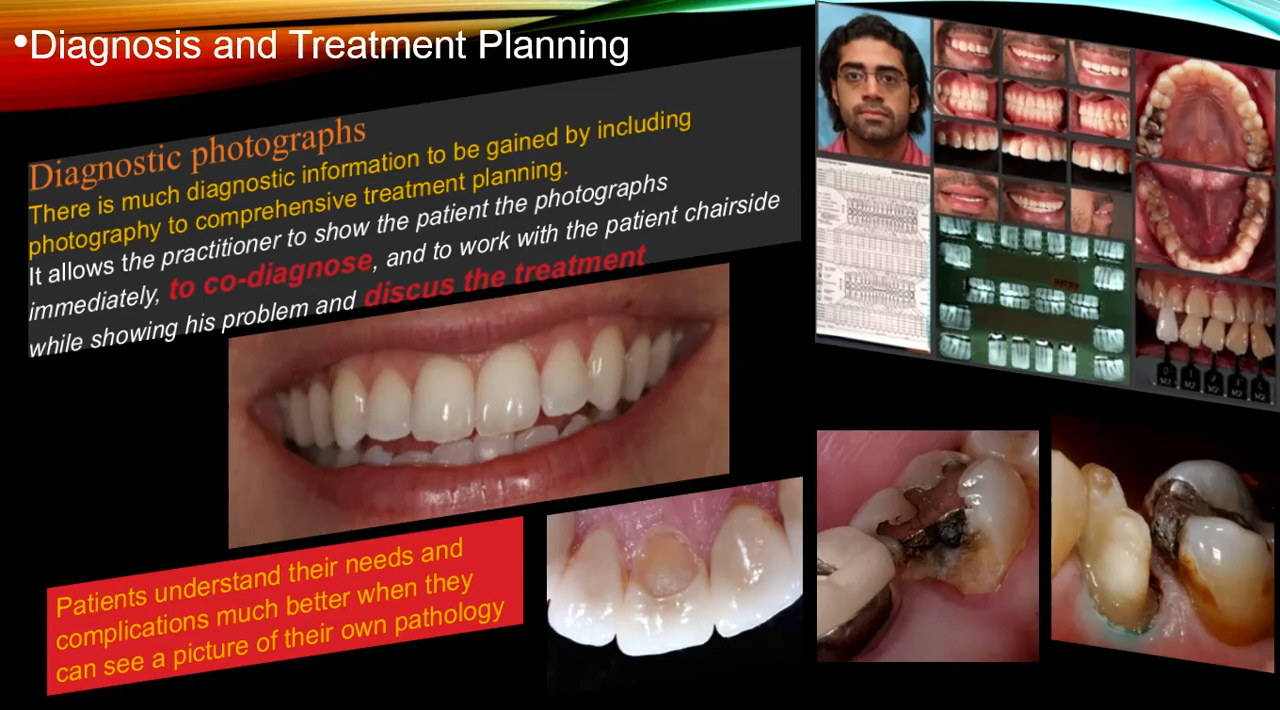 •Diagnosis and Treatment Planning
Diagnostic photographs
There is much diagnostic information to be gained by including
photography to comprehensive treatment planning.
It allows the practitioner to show the patient the photographs
immediately, to co-diagnose, and to work with the patient chairside
while showing his problem and discus the treatment
Patients understand their needs and
complications much better when they
can see a picture of their own pathology